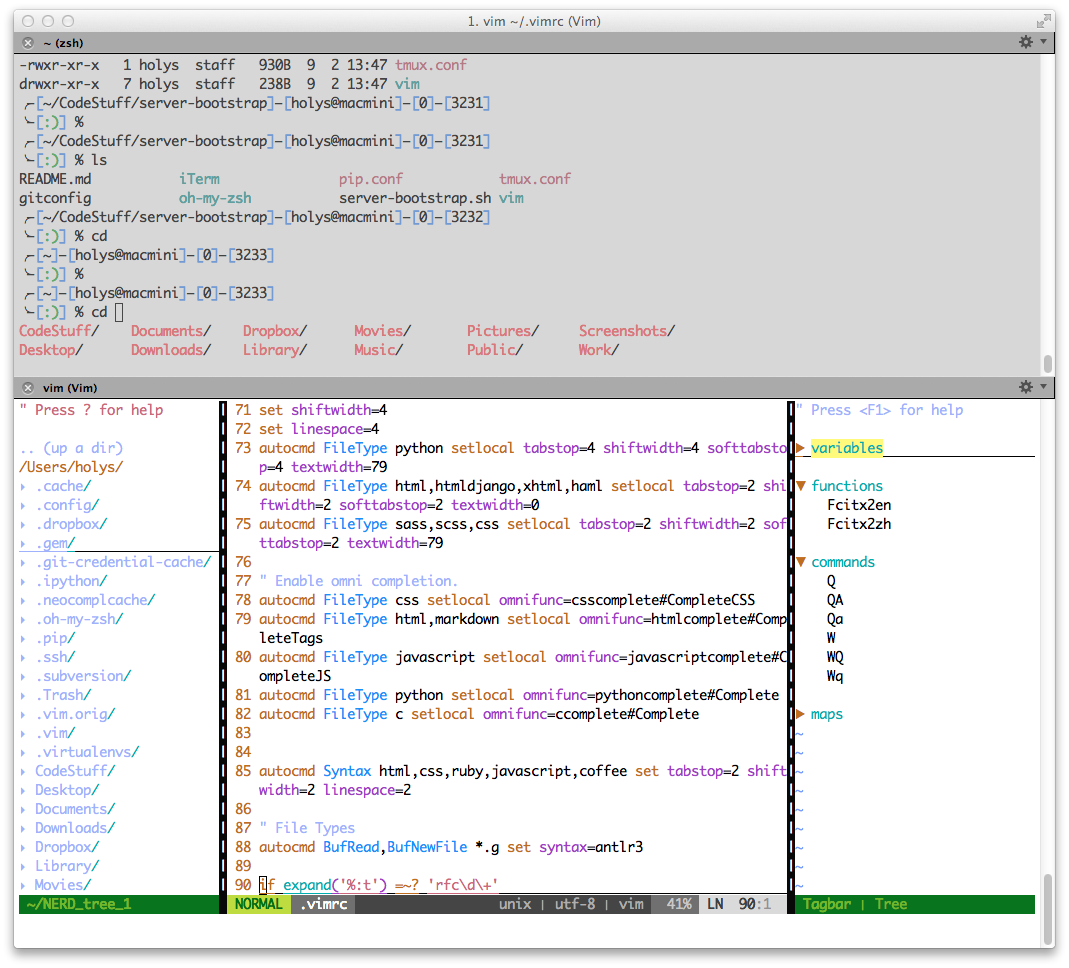 1. vim ~/.vimrc (Vim)
~ (zsh)
-rwxr-xr-x   1 holys  staff   930B  9  2 13:47 tmux.conf
drwxr-xr-x   7 holys  staff   238B  9  2 13:47 vim
╭─[~/CodeStuff/server-bootstrap]-[holys@macmini]-[0]-[3231]
╰─[:)] %
╭─[~/CodeStuff/server-bootstrap]-[holys@macmini]-[0]-[3231]
╰─[:)] % ls
README.md           iTerm               pip.conf            tmux.conf
gitconfig           oh-my-zsh           server-bootstrap.sh vim
╭─[~/CodeStuff/server-bootstrap]-[holys@macmini]-[0]-[3232]
╰─[:)] % cd
╭─[~]-[holys@macmini]-[0]-[3233]
╰─[:)] %
╭─[~]-[holys@macmini]-[0]-[3233]
╰─[:)] % cd
CodeStuff/    Documents/    Dropbox/      Movies/       Pictures/     Screenshots/
Desktop/      Downloads/    Library/      Music/        Public/       Work/
vim (Vim)
" Press ? for help
.. (up a dir)
/Users/holys/
▸ .cache/
▸ .config/
▸ .dropbox/
▸ .gem/
▸ .git-credential-cache/
▸ .ipython/
▸ .neocomplcache/
▸ .oh-my-zsh/
▸ .pip/
▸ .ssh/
▸ .subversion/
▸ .Trash/
▸ .vim.orig/
▸ .vim/
▸ .virtualenvs/
▸ CodeStuff/
▸ Desktop/
▸ Documents/
▸ Downloads/
▸ Dropbox/
▸ Library/
▸ Movies/
~/NERD_tree_1
71 set shiftwidth=4
72 set linespace=4
73 autocmd FileType python setlocal tabstop=4 shiftwidth=4 softtabsto
p=4 textwidth=79
74 autocmd FileType html,htmldjango,xhtml,haml setlocal tabstop=2 shi
ftwidth=2 softtabstop=2 textwidth=0
75 autocmd FileType sass,scss,css setlocal tabstop=2 shiftwidth=2 sof
ttabstop=2 textwidth=79
76
77 " Enable omni completion.
78 autocmd FileType css setlocal omnifunc=csscomplete#CompleteCSS
79 autocmd FileType html,markdown setlocal omnifunc=htmlcomplete#Comp
leteTags
80 autocmd FileType javascript setlocal omnifunc=javascriptcomplete#C
ompleteJS
81 autocmd FileType python setlocal omnifunc=pythoncomplete#Complete
82 autocmd FileType c setlocal omnifunc=ccomplete#Complete
83
84
85 autocmd Syntax html,css,ruby,javascript,coffee set tabstop=2 shift
width=2 linespace=2
86
87 " File Types
88 autocmd BufRead,BufNewFile *.g set syntax=antlr3
89
90 if expand('%:t') =~? 'rfc\d\+'
NORMAL .vimrc unix | utf-8 | vim 41% LN 90:1
" Press <F1> for help
▶ variables
▼ functions
Fcitx2en
Fcitx2zh
▼ commands
Q
QA
Qa
W
WQ
Wq
▶ maps
~
~
~
~
~
~
~
~
~
Tagbar | Tree